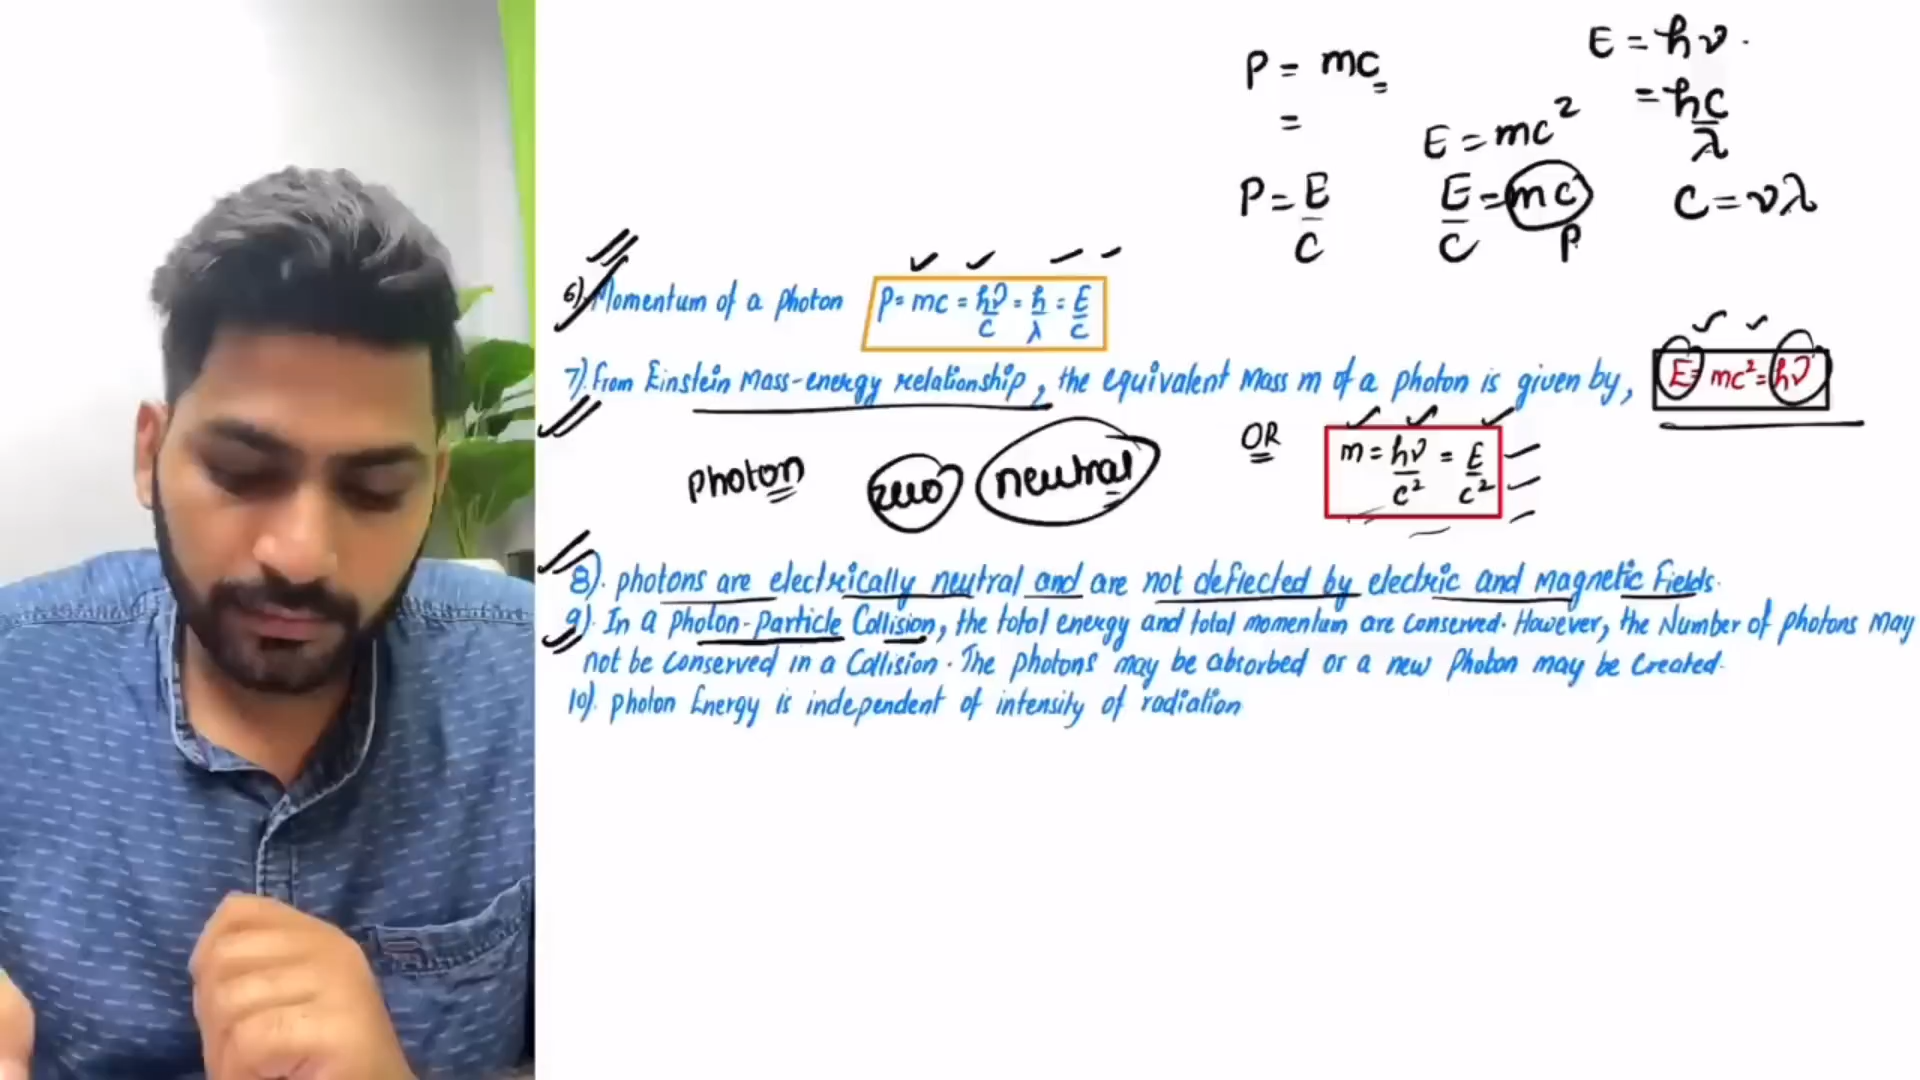 P = mc
=
P = E/C
E = mc²
E/C = mc
P
E = hν
= hc/λ
C = νλ
6). Momentum of a photon P = mc = hν/c = h/λ = E/c
7). From Einstein Mass-energy relationship, the equivalent Mass m of a photon is given by, E = mc² = hν
photon zero neutral OR m = hν/c² = E/c²
8). photons are electrically neutral and are not deflected by electric and magnetic Fields.
9). In a photon-Particle Collision, the total energy and total momentum are conserved. However, the Number of photons may
not be conserved in a Collision. The photons may be absorbed or a new Photon may be Created.
10). photon Energy is independent of intensity of radiation